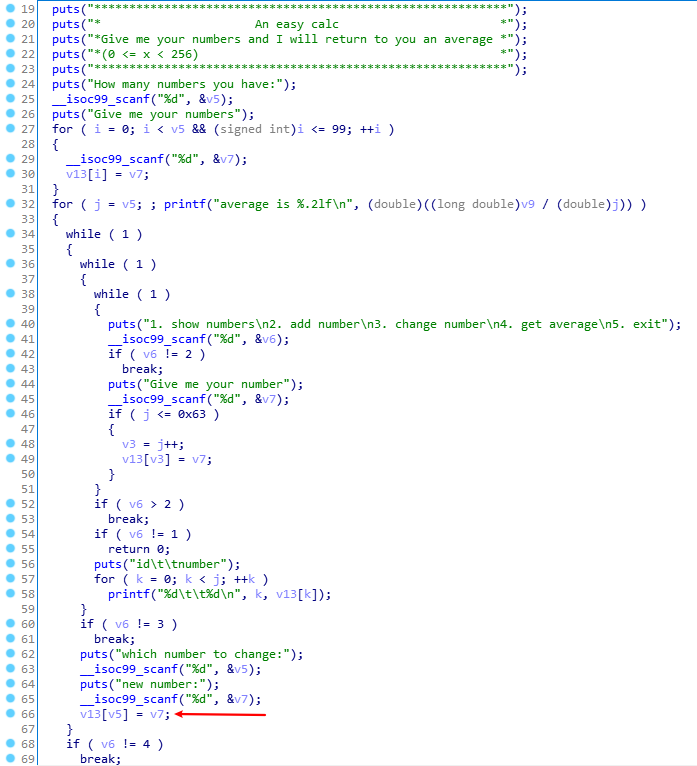 19 puts("***********************************************************");
20 puts("*                      An easy calc                       *");
21 puts("*Give me your numbers and I will return to you an average *");
22 puts("*(0 <= x < 256)                                           *");
23 puts("***********************************************************");
24 puts("How many numbers you have:");
25 __isoc99_scanf("%d", &v5);
26 puts("Give me your numbers");
27 for ( i = 0; i < v5 && (signed int)i <= 99; ++i )
28 {
29 __isoc99_scanf("%d", &v7);
30 v13[i] = v7;
31 }
32 for ( j = v5; ; printf("average is %.2lf\n", (double)((long double)v9 / (double)j)) )
33 {
34 while ( 1 )
35 {
36 while ( 1 )
37 {
38 while ( 1 )
39 {
40 puts("1. show numbers\n2. add number\n3. change number\n4. get average\n5. exit");
41 __isoc99_scanf("%d", &v6);
42 if ( v6 != 2 )
43 break;
44 puts("Give me your number");
45 __isoc99_scanf("%d", &v7);
46 if ( j <= 0x63 )
47 {
48 v3 = j++;
49 v13[v3] = v7;
50 }
51 }
52 if ( v6 > 2 )
53 break;
54 if ( v6 != 1 )
55 return 0;
56 puts("id\t\tnumber");
57 for ( k = 0; k < j; ++k )
58 printf("%d\t\t%d\n", k, v13[k]);
59 }
60 if ( v6 != 3 )
61 break;
62 puts("which number to change:");
63 __isoc99_scanf("%d", &v5);
64 puts("new number:");
65 __isoc99_scanf("%d", &v7);
66 v13[v5] = v7;
67 }
68 if ( v6 != 4 )
69 break;